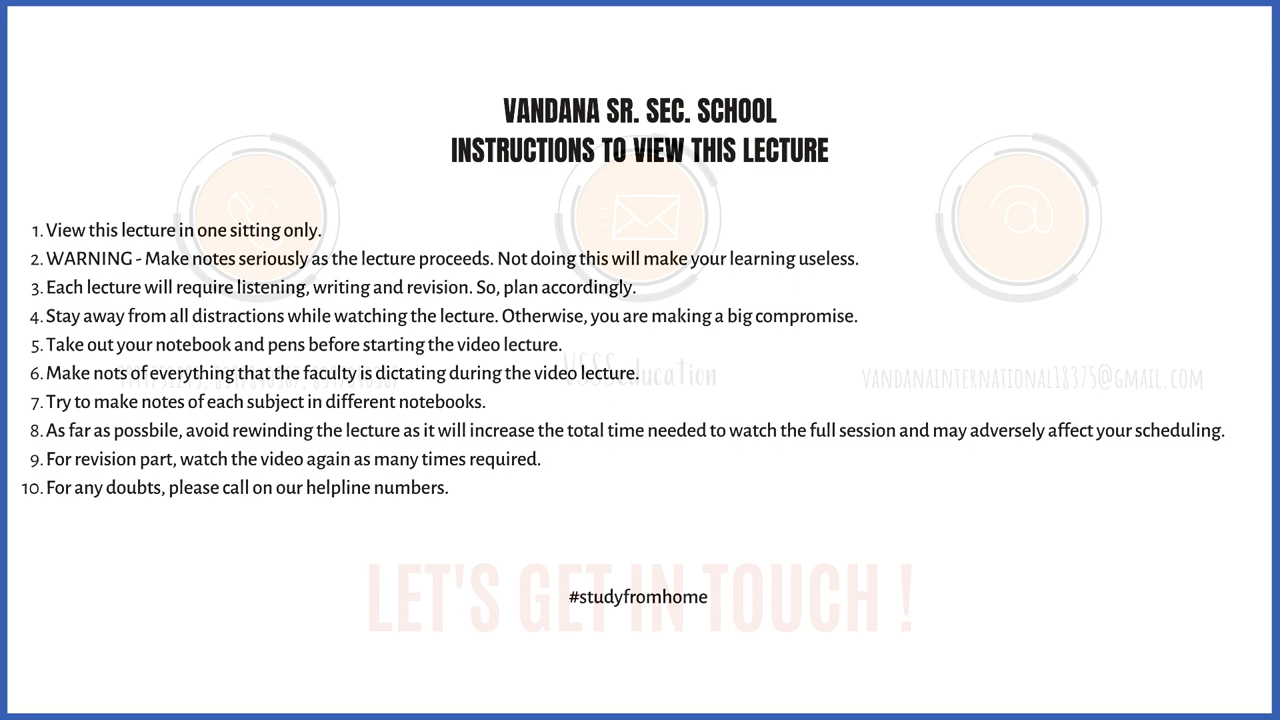 VANDANA SR. SEC. SCHOOL
INSTRUCTIONS TO VIEW THIS LECTURE
1. View this lecture in one sitting only.
2. WARNING - Make notes seriously as the lecture proceeds. Not doing this will make your learning useless.
3. Each lecture will require listening, writing and revision. So, plan accordingly.
4. Stay away from all distractions while watching the lecture. Otherwise, you are making a big compromise.
5. Take out your notebook and pens before starting the video lecture.
6. Make nots of everything that the faculty is dictating during the video lecture.
VSSSeducation
VANDANAINTERNATIONAL18375@GMAIL.COM
7. Try to make notes of each subject in different notebooks.
8. As far as possbile, avoid rewinding the lecture as it will increase the total time needed to watch the full session and may adversely affect your scheduling.
9. For revision part, watch the video again as many times required.
10. For any doubts, please call on our helpline numbers.
LET'S GET IN TOUCH !
#studyfromhome